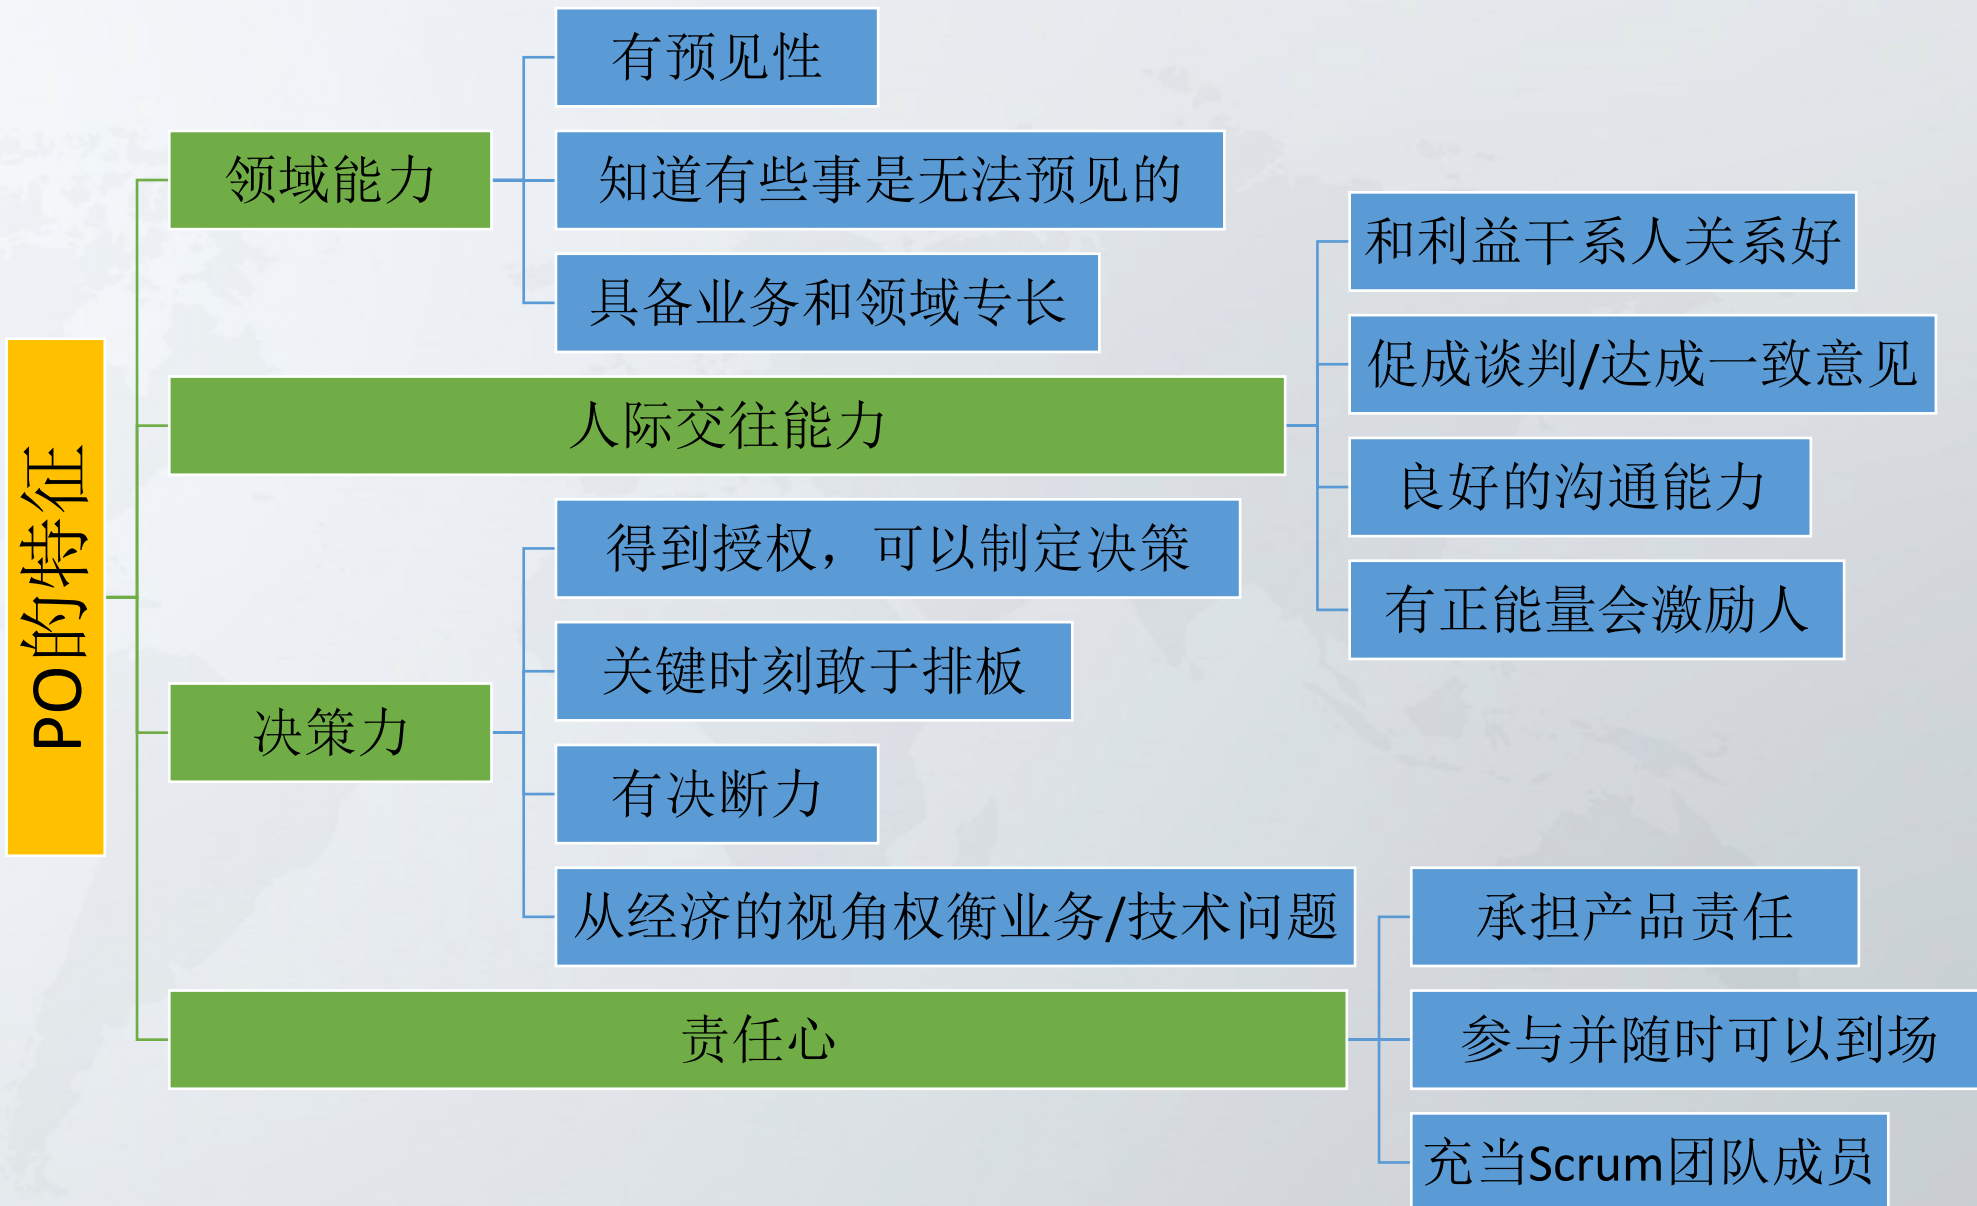 PO的特征
领域能力
有预见性
知道有些事是无法预见的
具备业务和领域专长
人际交往能力
和利益干系人关系好
促成谈判/达成一致意见
良好的沟通能力
有正能量会激励人
决策力
得到授权，可以制定决策
关键时刻敢于排板
有决断力
从经济的视角权衡业务/技术问题
责任心
承担产品责任
参与并随时可以到场
充当Scrum团队成员